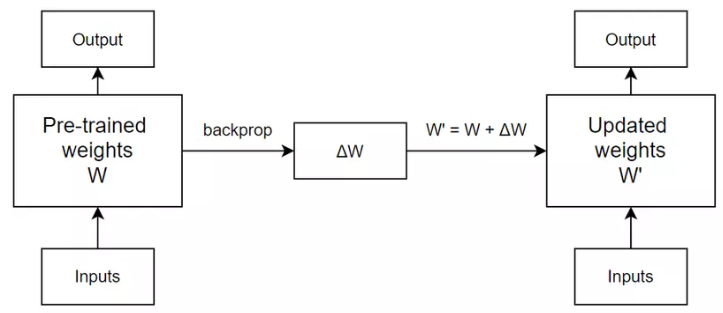 Output
Pre-trained
weights
W
Inputs
backprop
ΔW
W' = W + ΔW
Output
Updated
weights
W'
Inputs